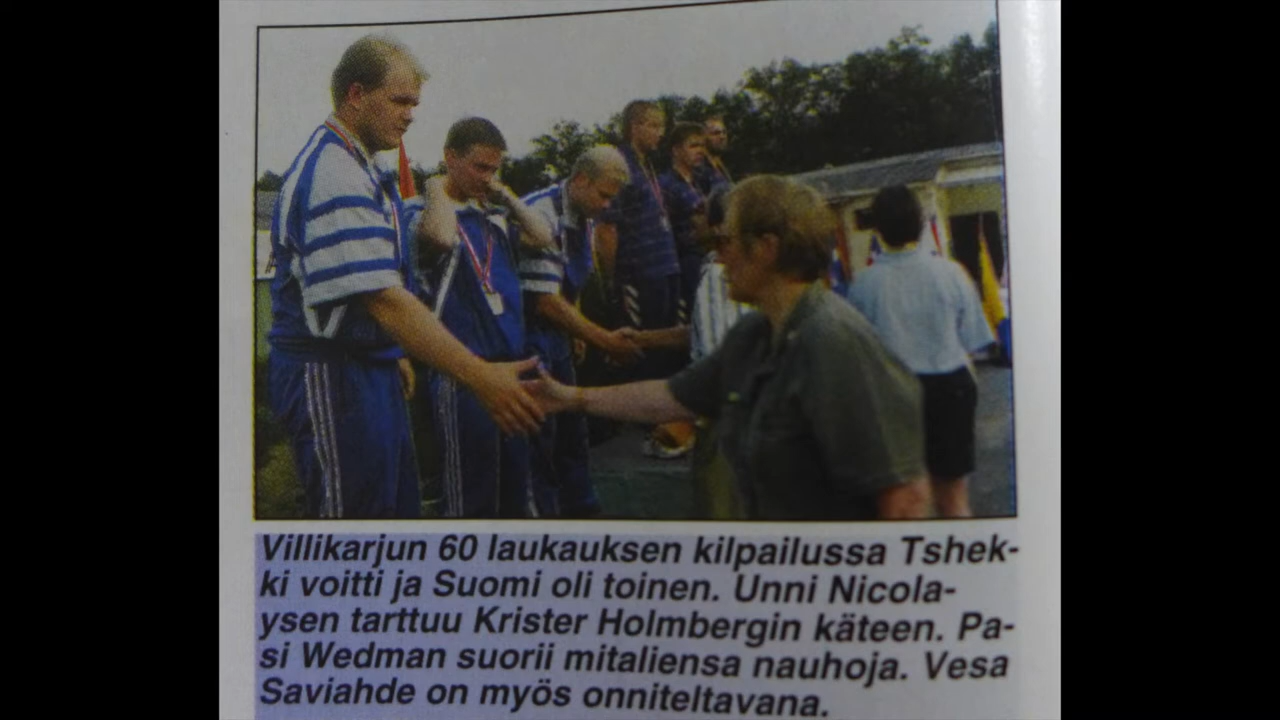 Villikarjun 60 laukauksen kilpailussa Tshek-
ki voitti ja Suomi oli toinen. Unni Nicola-
ysen tarttuu Krister Holmbergin käteen. Pa-
si Wedman suorii mitaliensa nauhoja. Vesa
Saviahde on myös onniteltavana.